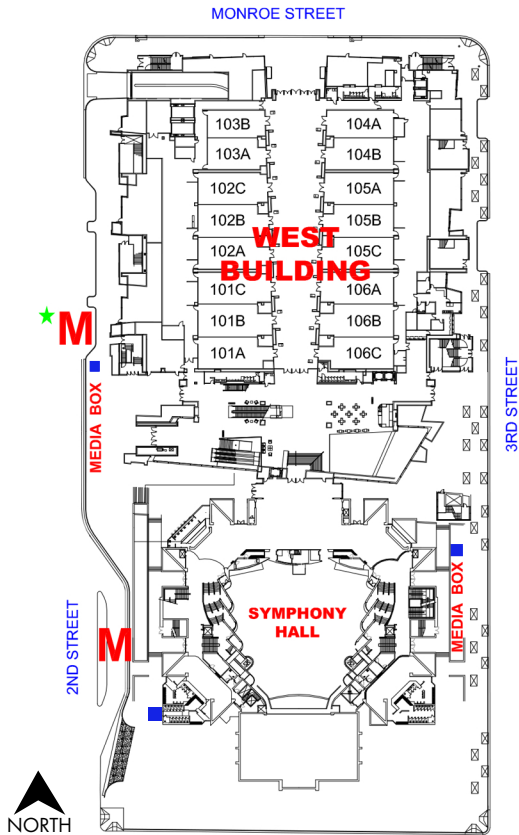 MONROE STREET
103B
104A
103A
104B
102C
105A
102B
105B
WEST
102A
105C
BUILDING
101C
106A
M
101B
106B
101A
106C
MEDIA BOX
3RD STREET
MEDIA BOX
SYMPHONY
HALL
2ND STREET
M
NORTH